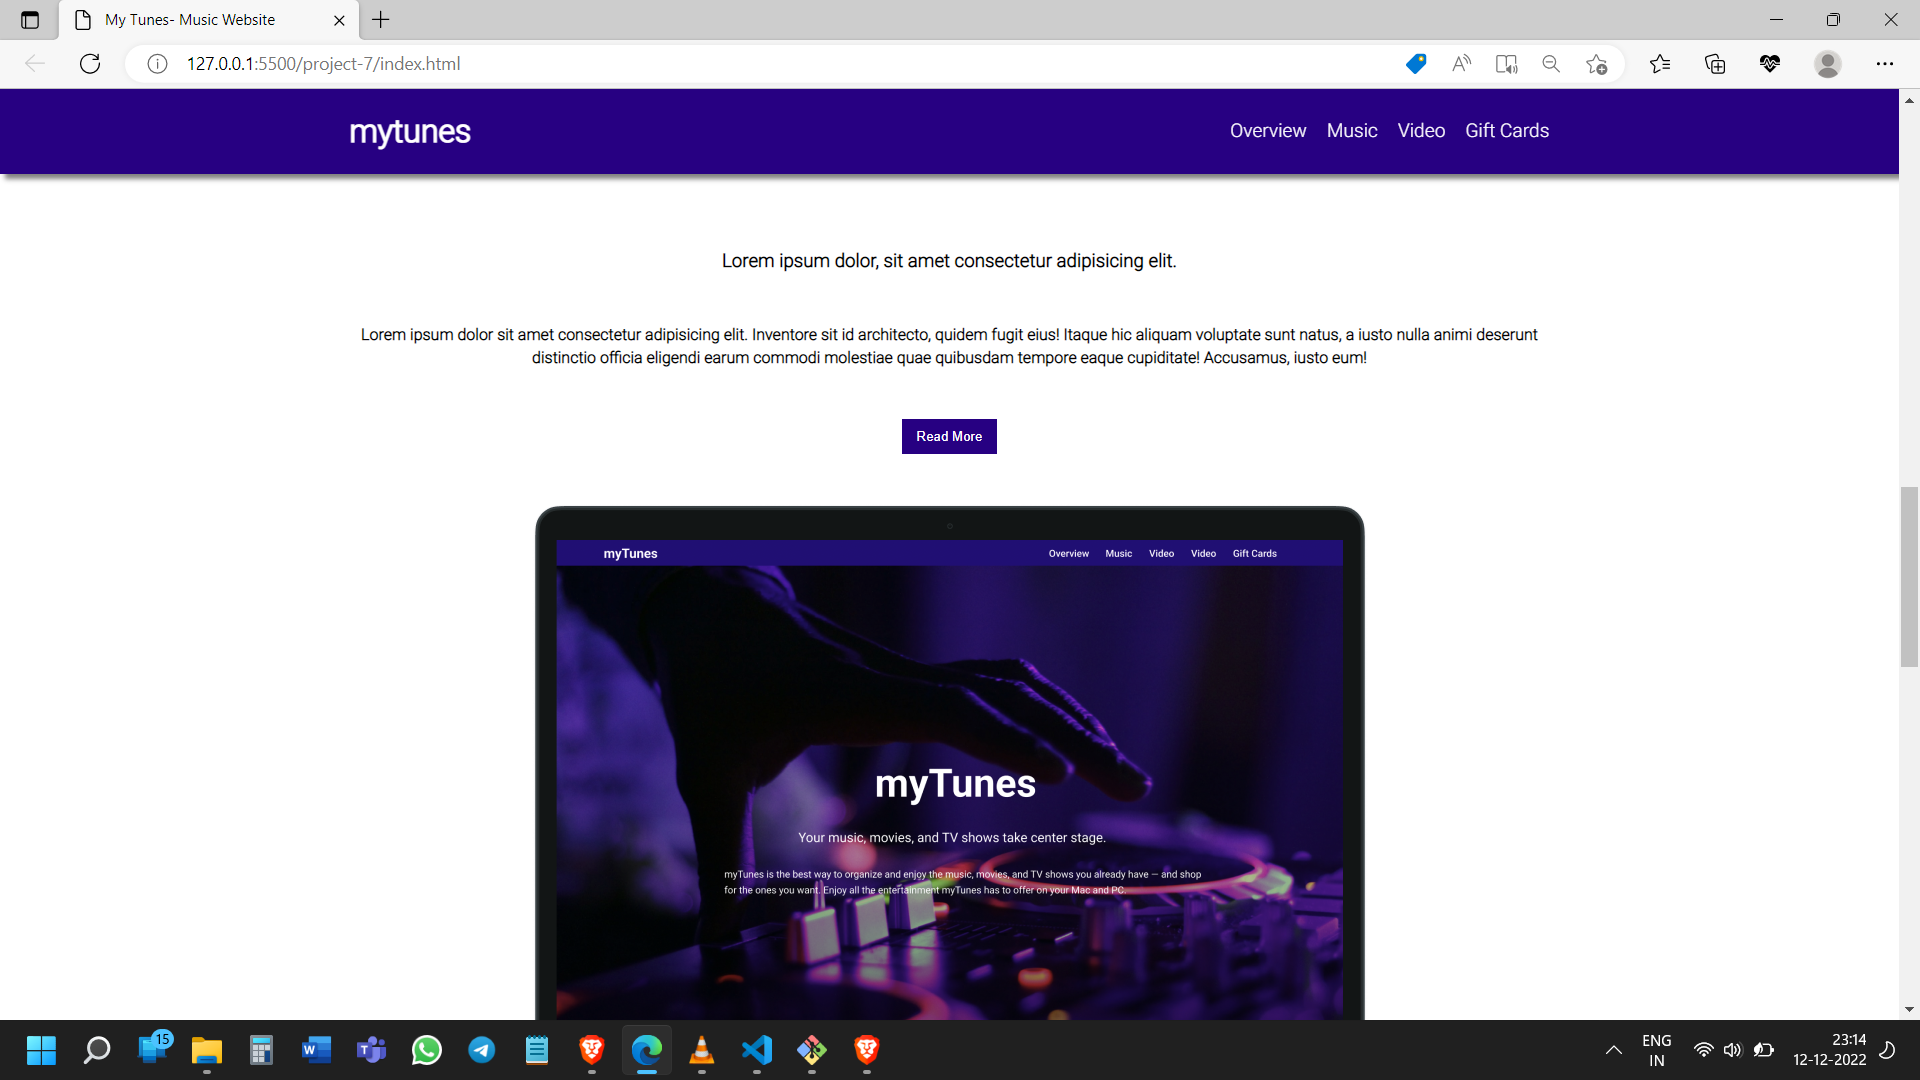 My Tunes- Music Website
127.0.0.1:5500/project-7/index.html
mytunes
Overview Music Video Gift Cards
Lorem ipsum dolor, sit amet consectetur adipisicing elit.
Lorem ipsum dolor sit amet consectetur adipisicing elit. Inventore sit id architecto, quidem fugit eius! Itaque hic aliquam voluptate sunt natus, a iusto nulla animi deserunt
distinctio officia eligendi earum commodi molestiae quae quibusdam tempore eaque cupiditate! Accusamus, iusto eum!
Read More
myTunes
Overview Music Video Video Gift Cards
myTunes
Your music, movies, and TV shows take center stage.
myTunes is the best way to organize and enjoy the music, movies, and TV shows you already have — and shop
for the ones you want. Enjoy all the entertainment myTunes has to offer on your Mac and PC.
15
ENG
IN
23:14
12-12-2022